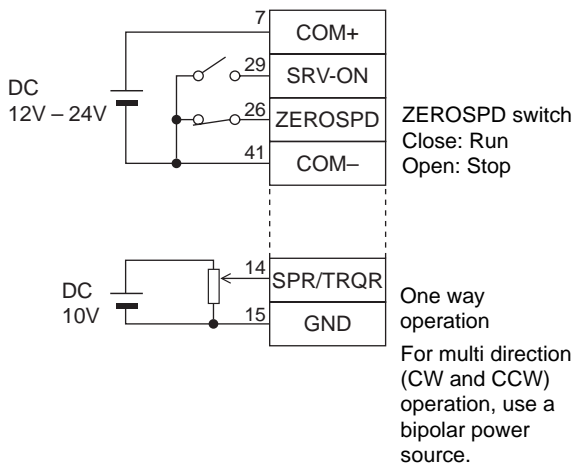 7
COM+
29
SRV-ON
DC
12V – 24V
26
ZEROSPD
ZEROSPD switch
Close: Run
Open: Stop
41
COM–
14
SPR/TRQR
DC
10V
15
GND
One way
operation
For multi direction
(CW and CCW)
operation, use a
bipolar power
source.